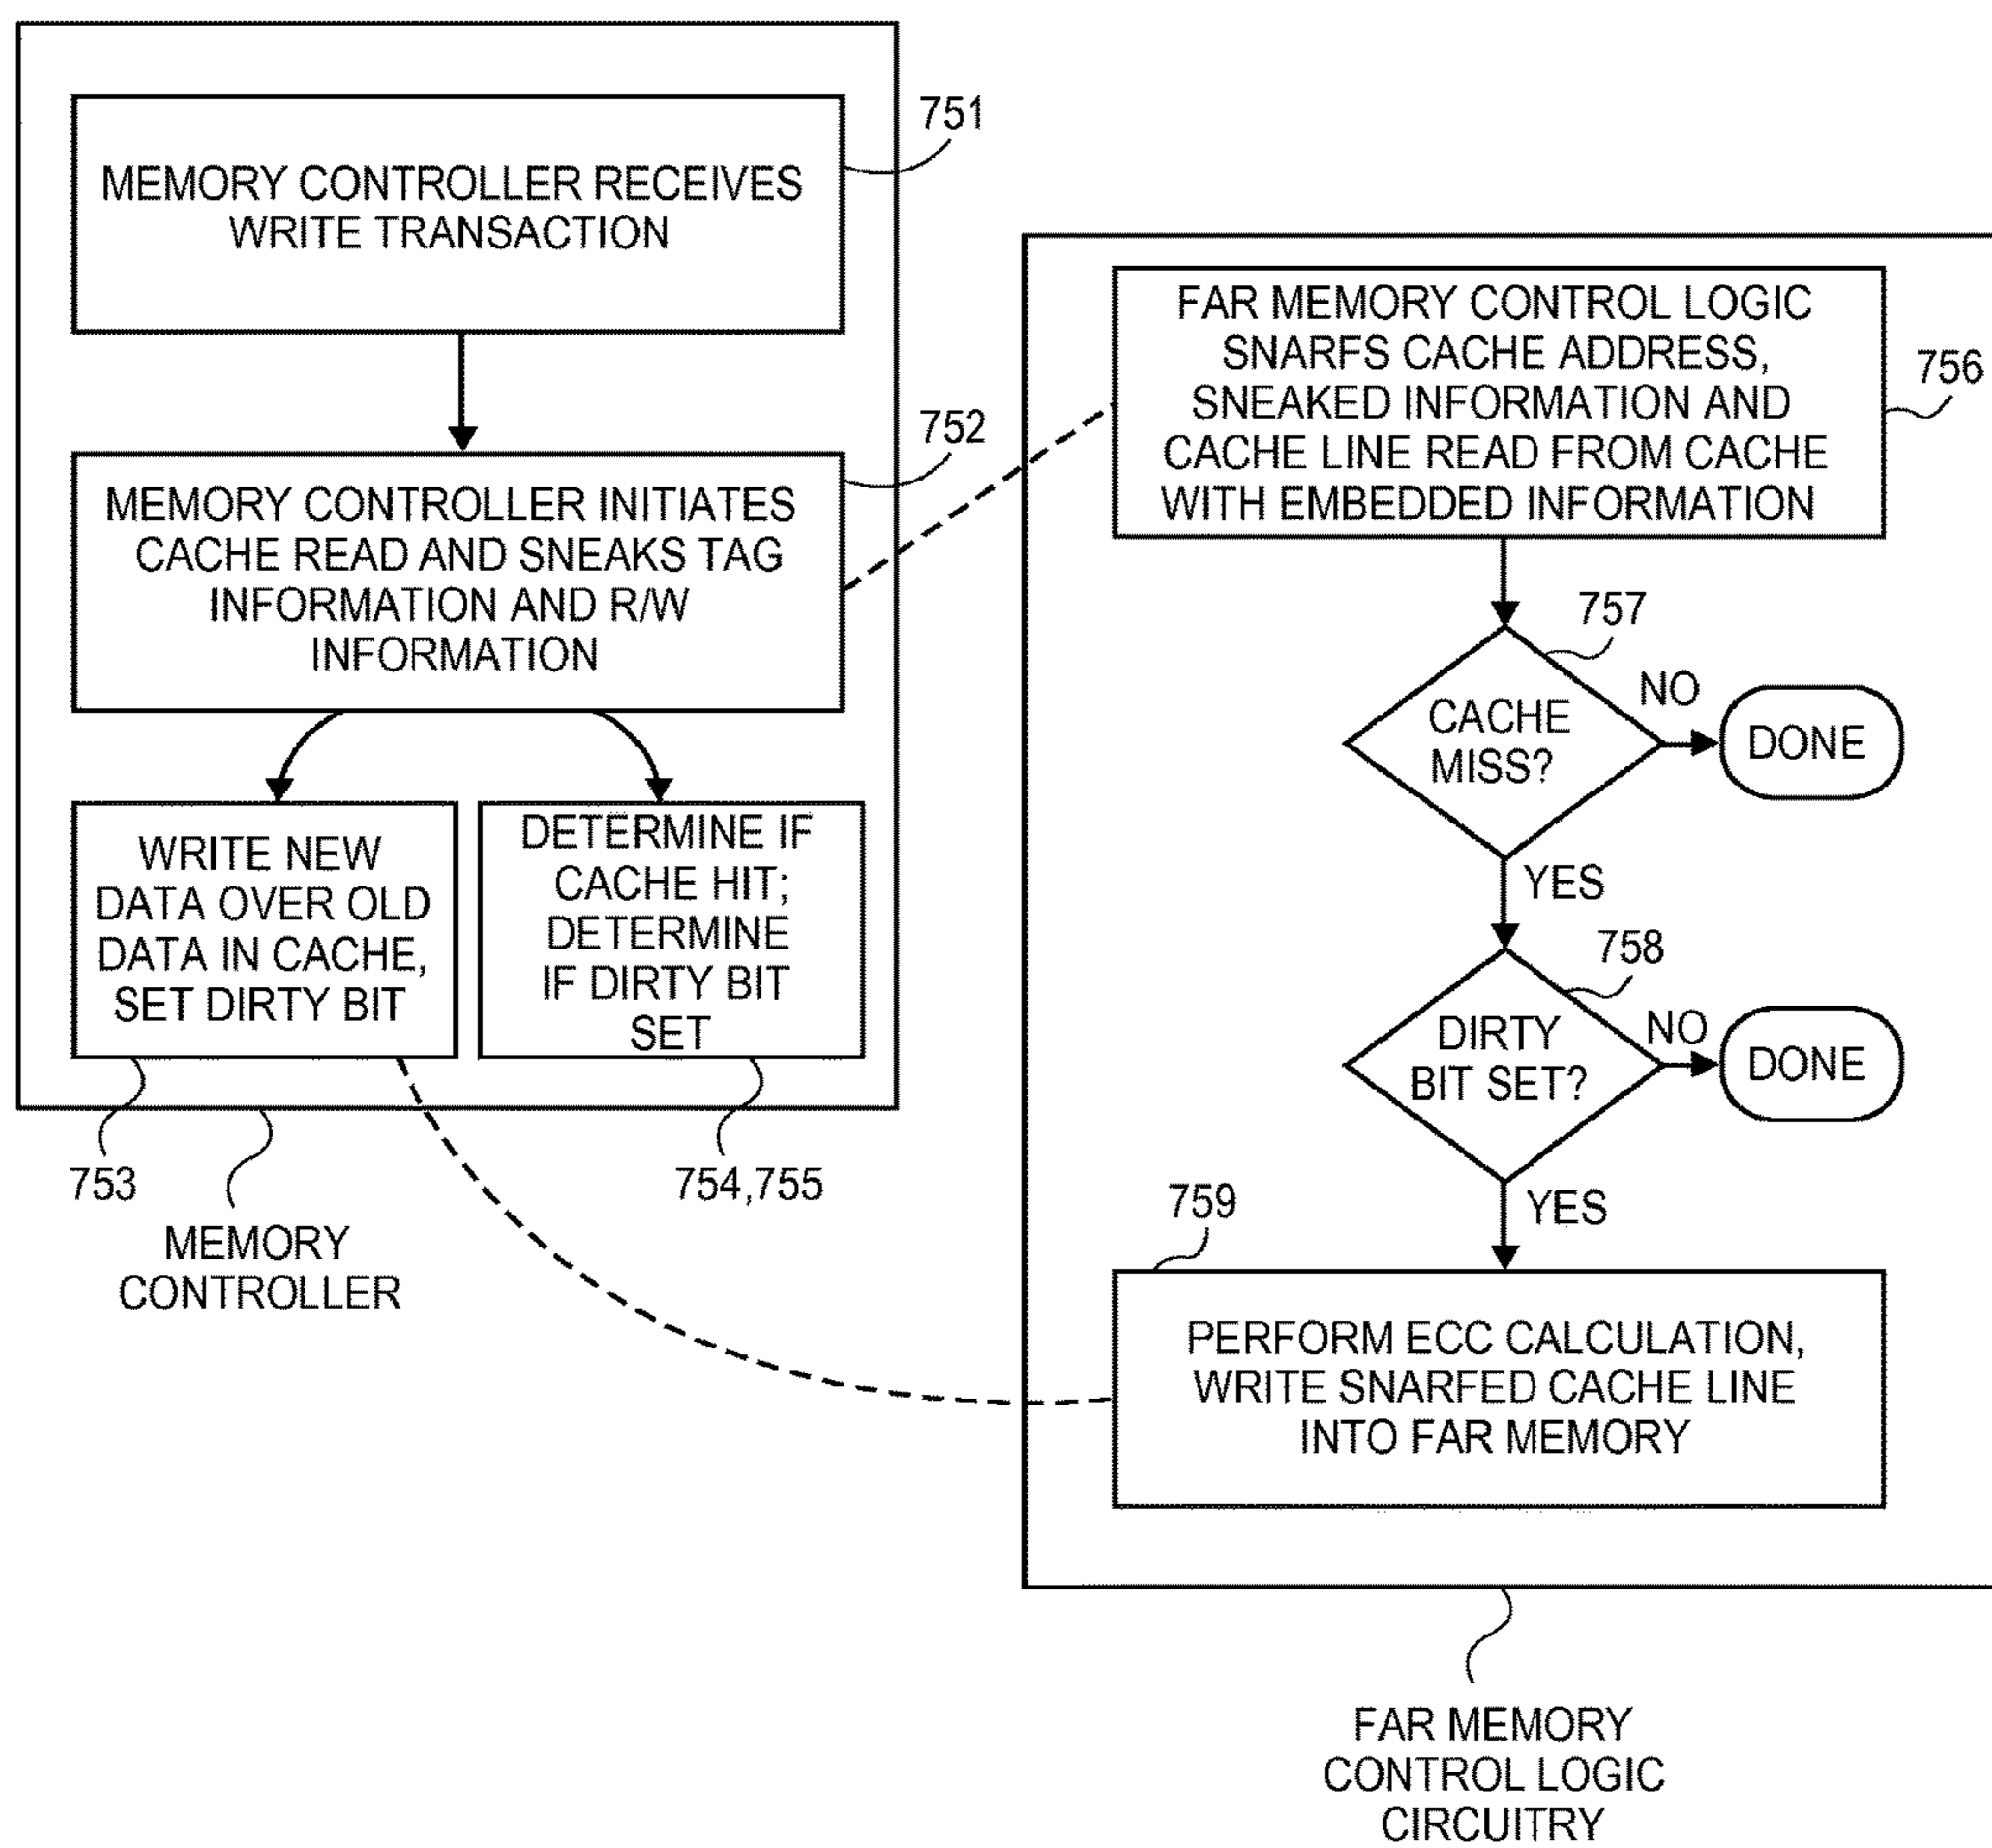 751
MEMORY CONTROLLER RECEIVES
WRITE TRANSACTION
752
MEMORY CONTROLLER INITIATES
CACHE READ AND SNEAKS TAG
INFORMATION AND R/W
INFORMATION
WRITE NEW
DATA OVER OLD
DATA IN CACHE,
SET DIRTY BIT
DETERMINE IF
CACHE HIT;
DETERMINE
IF DIRTY BIT
SET
753
754,755
MEMORY
CONTROLLER
FAR MEMORY CONTROL LOGIC
SNARFS CACHE ADDRESS,
SNEAKED INFORMATION AND
CACHE LINE READ FROM CACHE
WITH EMBEDDED INFORMATION
756
757
CACHE
MISS?
NO
DONE
YES
758
DIRTY
BIT SET?
NO
DONE
YES
759
PERFORM ECC CALCULATION,
WRITE SNARFED CACHE LINE
INTO FAR MEMORY
FAR MEMORY
CONTROL LOGIC
CIRCUITRY